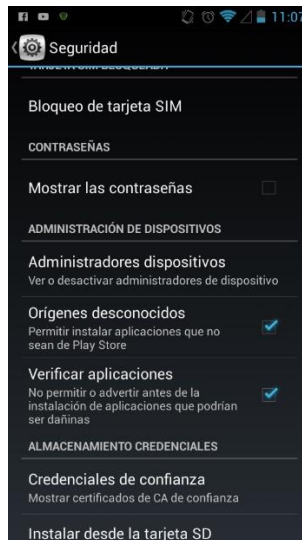 11:07
Seguridad
TARJETA SIM BLOQUEADA
Bloqueo de tarjeta SIM
CONTRASEÑAS
Mostrar las contraseñas
ADMINISTRACIÓN DE DISPOSITIVOS
Administradores dispositivos
Ver o desactivar administradores de dispositivo
Orígenes desconocidos
Permitir instalar aplicaciones que no
sean de Play Store
Verificar aplicaciones
No permitir o advertir antes de la
instalación de aplicaciones que podrían
ser dañinas
ALMACENAMIENTO CREDENCIALES
Credenciales de confianza
Mostrar certificados de CA de confianza
Instalar desde la tarjeta SD